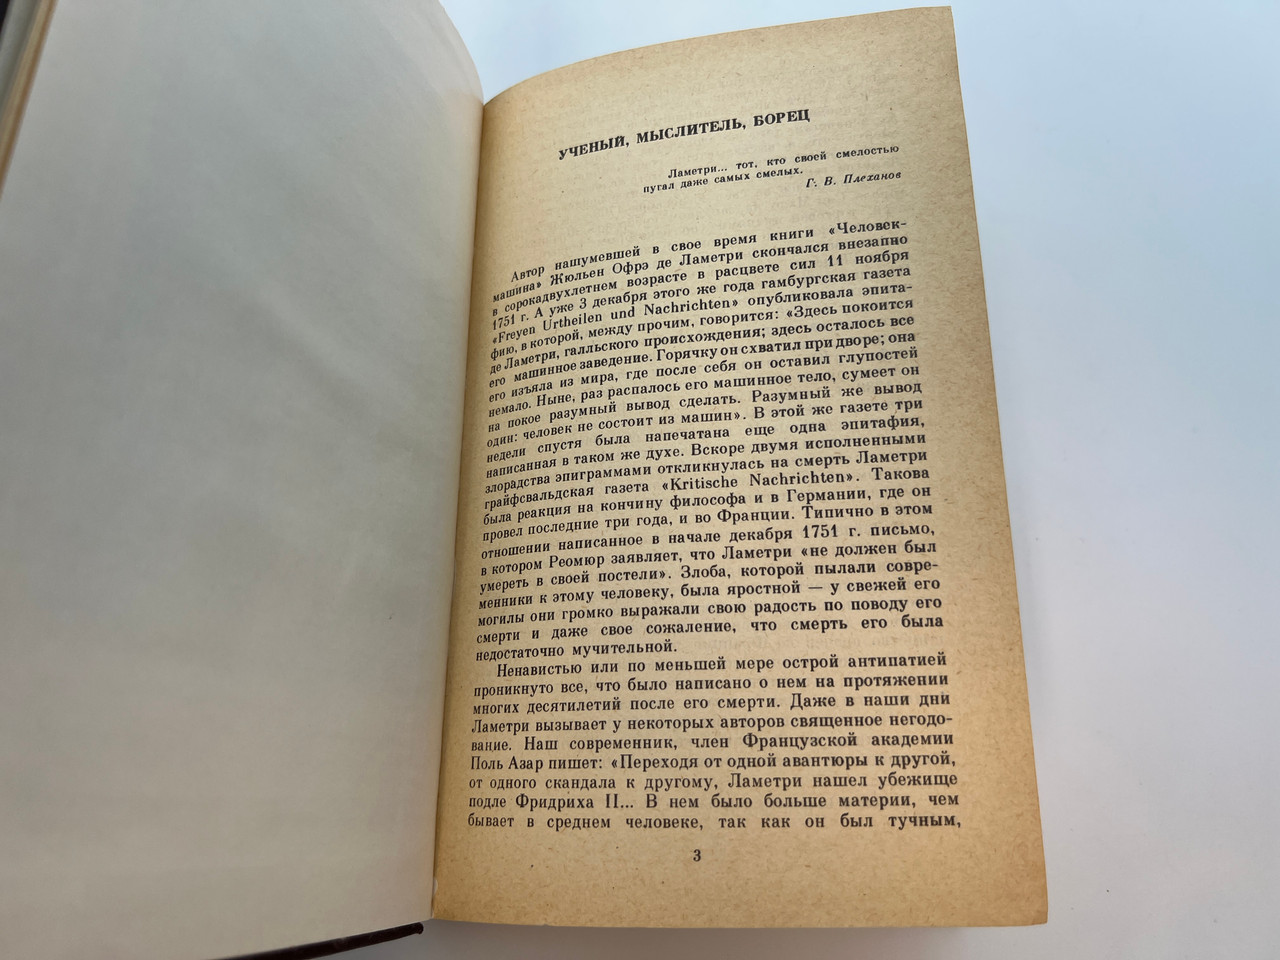 УЧЕНЫЙ, МЫСЛИТЕЛЬ, БОРЕЦ
Ламетри... тот, кто своей смелостью
пугал даже самых смелых.
Г. В. Плеханов
Автор нашумевшей в свое время книги «Человек-
машина» Жюльен Офрэ де Ламетри скончался внезапно
в сорокадвухлетнем возрасте в расцвете сил 11 ноября
1751 г. А уже 3 декабря этого же года гамбургская газета
«Freyen Urtheilen und Nachrichten» опубликовала эпита-
фию, в которой, между прочим, говорится: «Здесь покоится
де Ламетри, галльского происхождения; здесь осталось все
его машинное заведение. Горячку он схватил при дворе; она
его изъяла из мира, где после себя он оставил глупостей
немало. Ныне, раз распалось его машинное тело, сумеет он
на покое разумный вывод сделать. Разумный же вывод
один: человек не состоит из машин». В этой же газете три
недели спустя была напечатана еще одна эпитафия,
написанная в таком же духе. Вскоре двумя исполненными
злорадства эпиграммами откликнулась на смерть Ламетри
грайфсвальдская газета «Kritische Nachrichten». Такова
была реакция на кончину философа и в Германии, где он
провел последние три года, и во Франции. Типично в этом
отношении написанное в начале декабря 1751 г. письмо,
в котором Реомюр заявляет, что Ламетри «не должен был
умереть в своей постели». Злоба, которой пылали совре-
менники к этому человеку, была яростной — у свежей его
могилы они громко выражали свою радость по поводу его
смерти и даже свое сожаление, что смерть его была
недостаточно мучительной.
Ненавистью или по меньшей мере острой антипатией
проникнуто все, что было написано о нем на протяжении
многих десятилетий после его смерти. Даже в наши дни
Ламетри вызывает у некоторых авторов священное негодо-
вание. Наш современник, член Французской академии
Поль Азар пишет: «Переходя от одной авантюры к другой,
от одного скандала к другому, Ламетри нашел убежище
подле Фридриха II... В нем было больше материи, чем
бывает в среднем человеке, так как он был тучным,
3